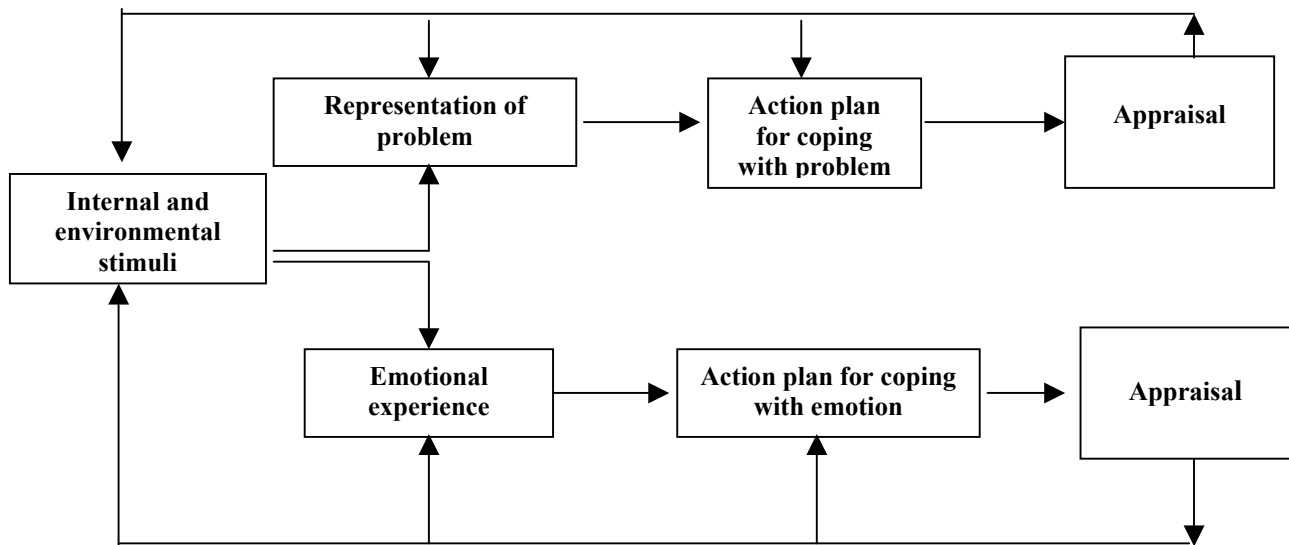 Representation of
problem
Action plan
for coping
with problem
Appraisal
Internal and
environmental
stimuli
Emotional
experience
Action plan for coping
with emotion
Appraisal